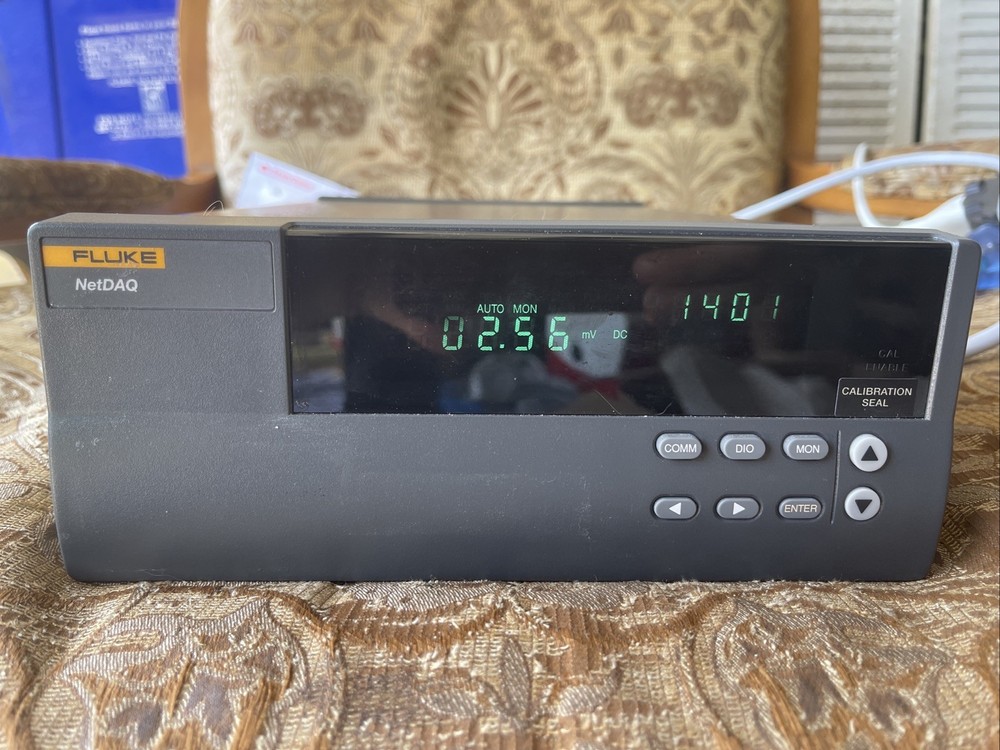 FLUKE
NetDAQ
AUTO MON
02.56 mV DC
1401
CAL
ENABLE
CALIBRATION
SEAL
COMM
DIO
MON
ENTER